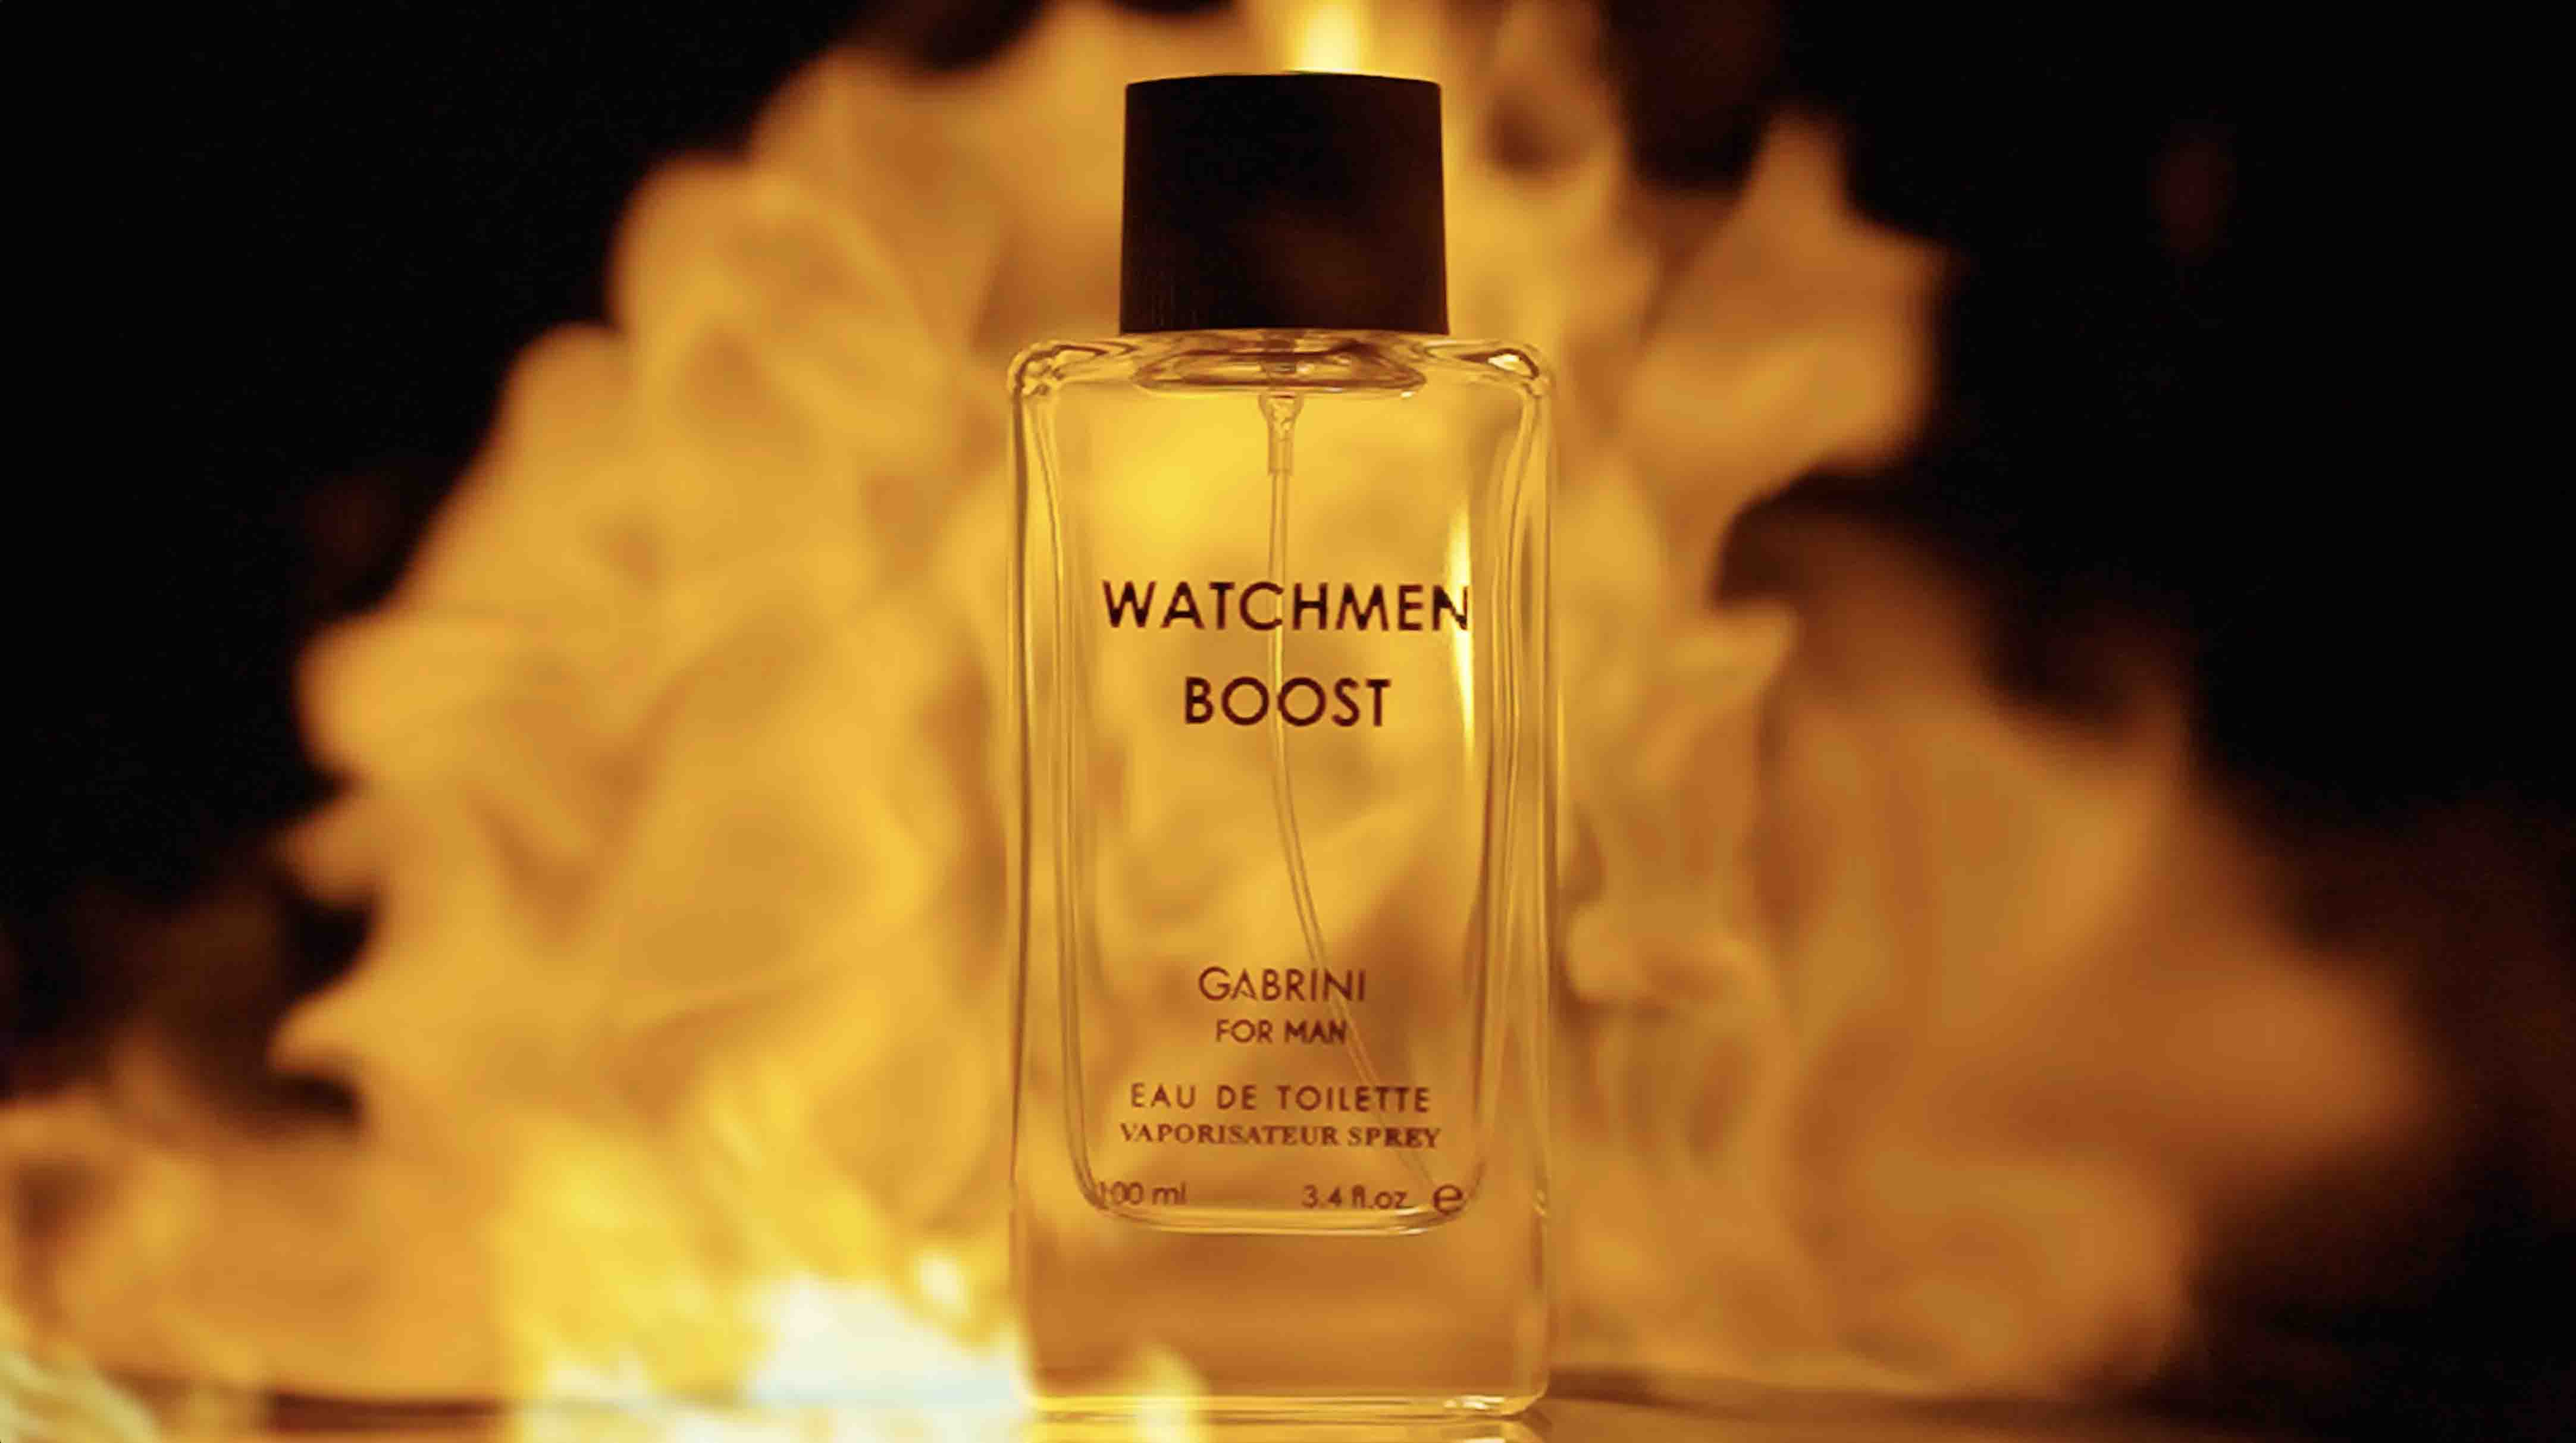 WATCHMEN
BOOST
GABRINI
FOR MAN
EAU DE TOILETTE
VAPORISATEUR SPREY
100 ml 3.4 fl.oz. e